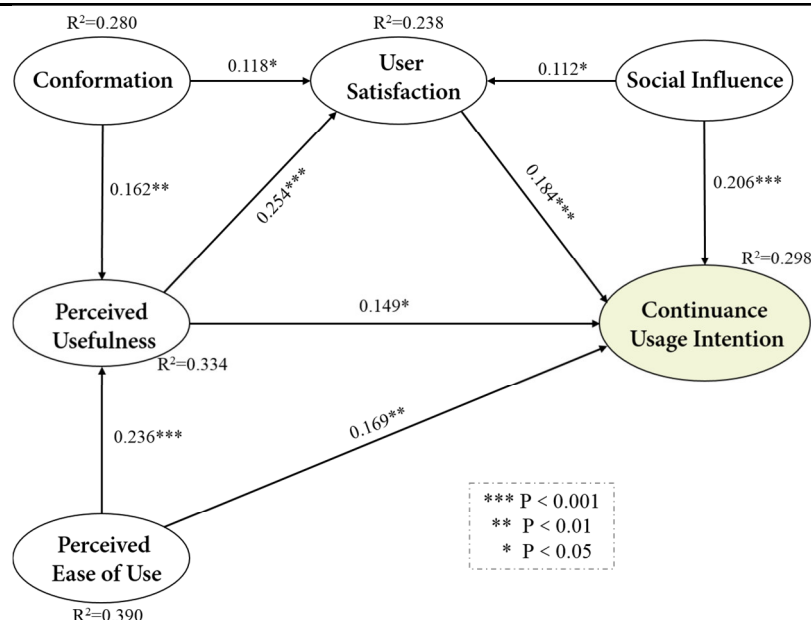 R²=0.280
R²=0.238
Conformation
0.118*
User
Satisfaction
0.112*
Social Influence
0.162**
0.254***
0.184***
0.206***
R²=0.298
Perceived
Usefulness
0.149*
Continuance
Usage Intention
R²=0.334
0.236***
0.169**
*** P < 0.001
** P < 0.01
* P < 0.05
Perceived
Ease of Use
R²=0.390